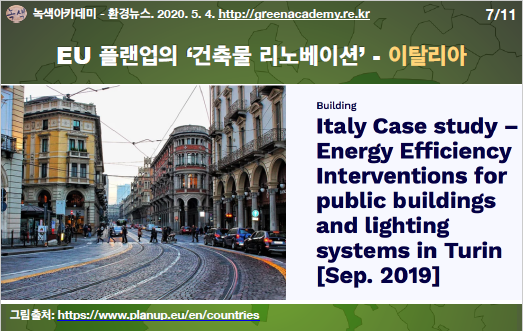 녹색아카데미 - 환경뉴스. 2020. 5. 4. http://greenacademy.re.kr
7/11
EU 플랜업의 ‘건축물 리노베이션’ - 이탈리아
Building
Italy Case study –
Energy Efficiency
Interventions for
public buildings
and lighting
systems in Turin
[Sep. 2019]
그림출처: https://www.planup.eu/en/countries